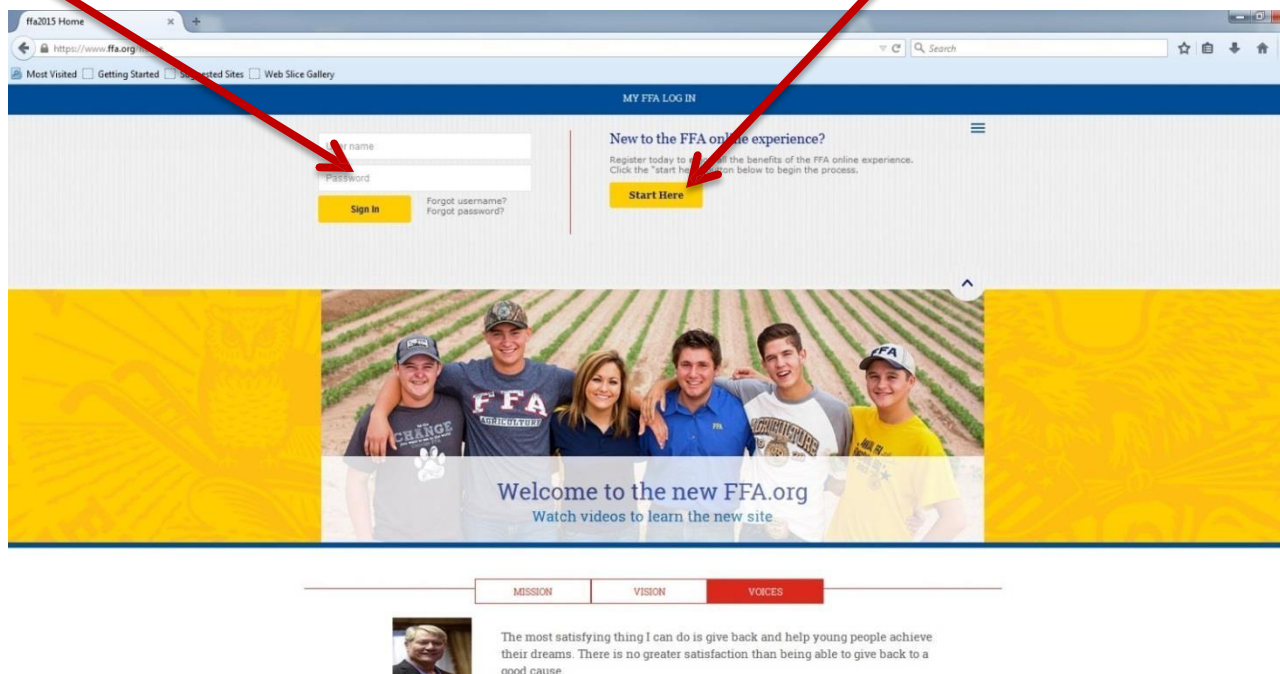 ffa2015 Home
https://www.ffa.org
Search
Most Visited Getting Started Sites Web Slice Gallery
MY FFA LOG IN
name
Password
Sign In
Forgot username?
Forgot password?
New to the FFA online experience?
Register today to all the benefits of the FFA online experience.
Click the "start button below to begin the process.
Start Here
FFA
AGRICULTURE
CHANGE
FFA
FFA
AGRICULTURE
Welcome to the new FFA.org
Watch videos to learn the new site
MISSION VISION VOICES
The most satisfying thing I can do is give back and help young people achieve
their dreams. There is no greater satisfaction than being able to give back to a
good cause.